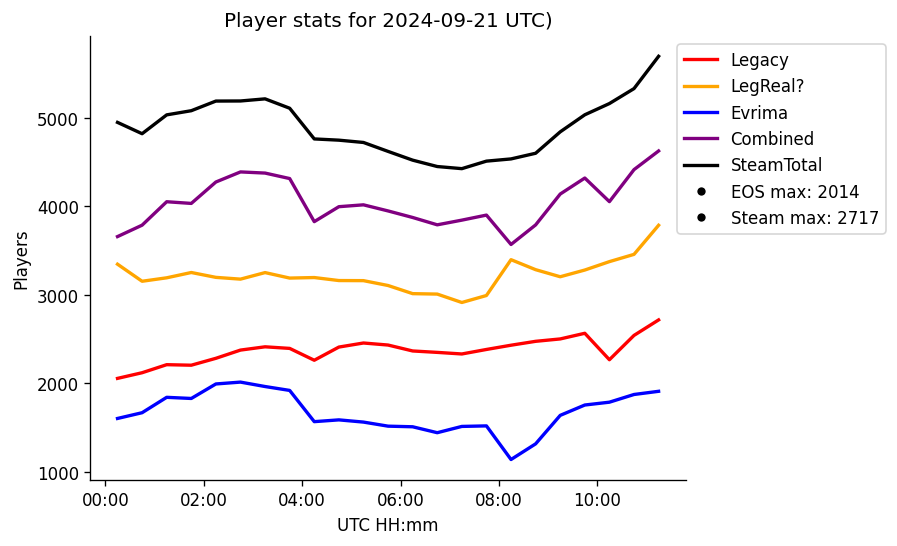 Player stats for 2024-09-21 UTC)
Legacy
LegReal?
Evrima
Combined
SteamTotal
EOS max: 2014
Steam max: 2717
Players
5000
4000
3000
2000
1000
00:00
02:00
04:00
06:00
08:00
10:00
UTC HH:mm